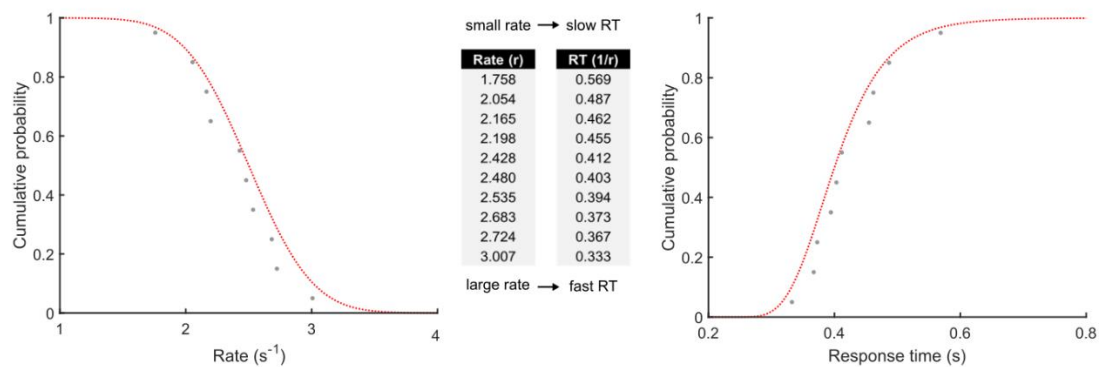 1
0.8
0.6
0.4
0.2
0
Cumulative probability
1 2 3 4
Rate (s⁻¹)
small rate → slow RT
Rate (r) RT (1/r)
1.758 0.569
2.054 0.487
2.165 0.462
2.198 0.455
2.428 0.412
2.480 0.403
2.535 0.394
2.683 0.373
2.724 0.367
3.007 0.333
large rate → fast RT
1
0.8
0.6
0.4
0.2
0
Cumulative probability
0.2 0.4 0.6 0.8
Response time (s)